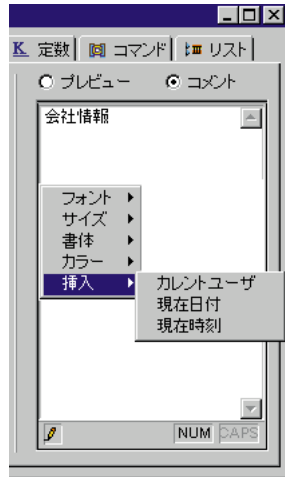 K 定数 コマンド リスト
プレビュー コメント
会社情報
フォント
サイズ
書体
カラー
挿入
カレントユーザ
現在日付
現在時刻
NUM CAPS